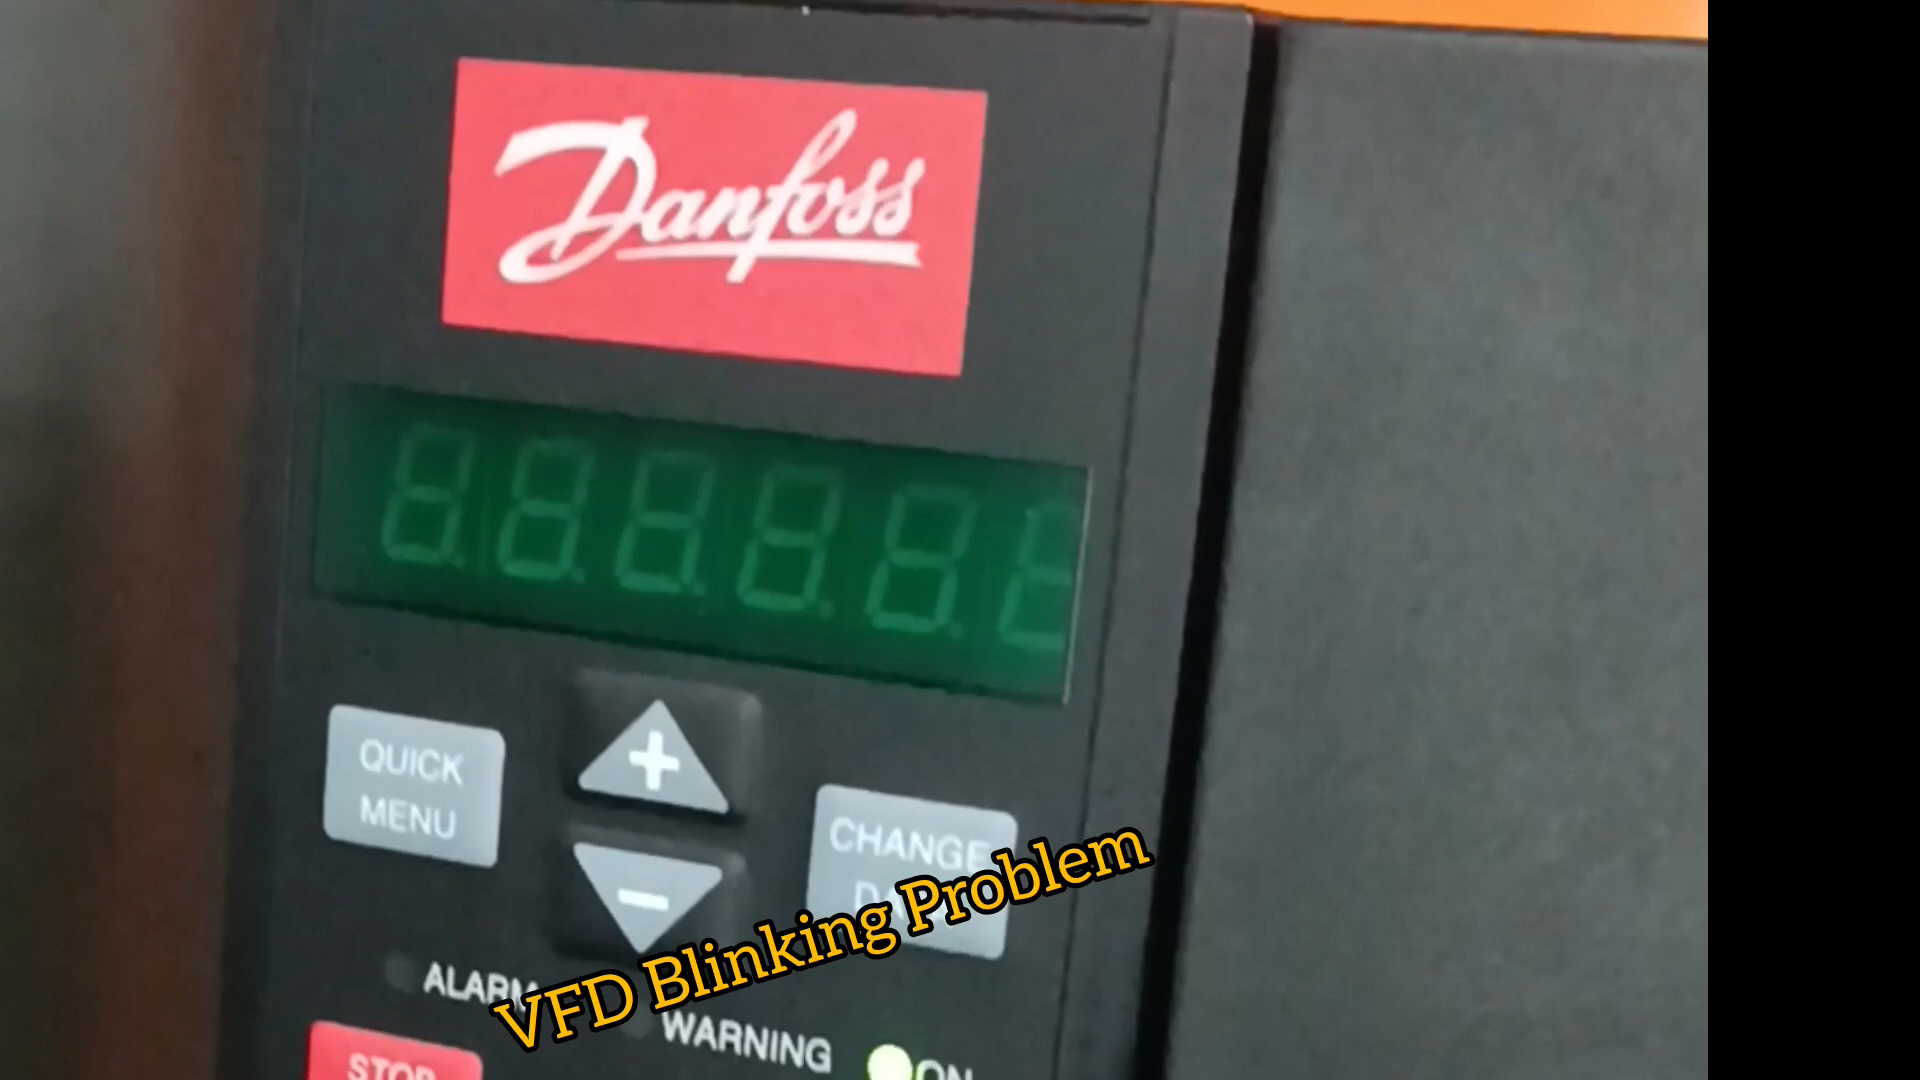 Danfoss
QUICK
MENU
+
CHANGE
-
VFD Blinking Problem
ALARM
WARNING
ON
STOP